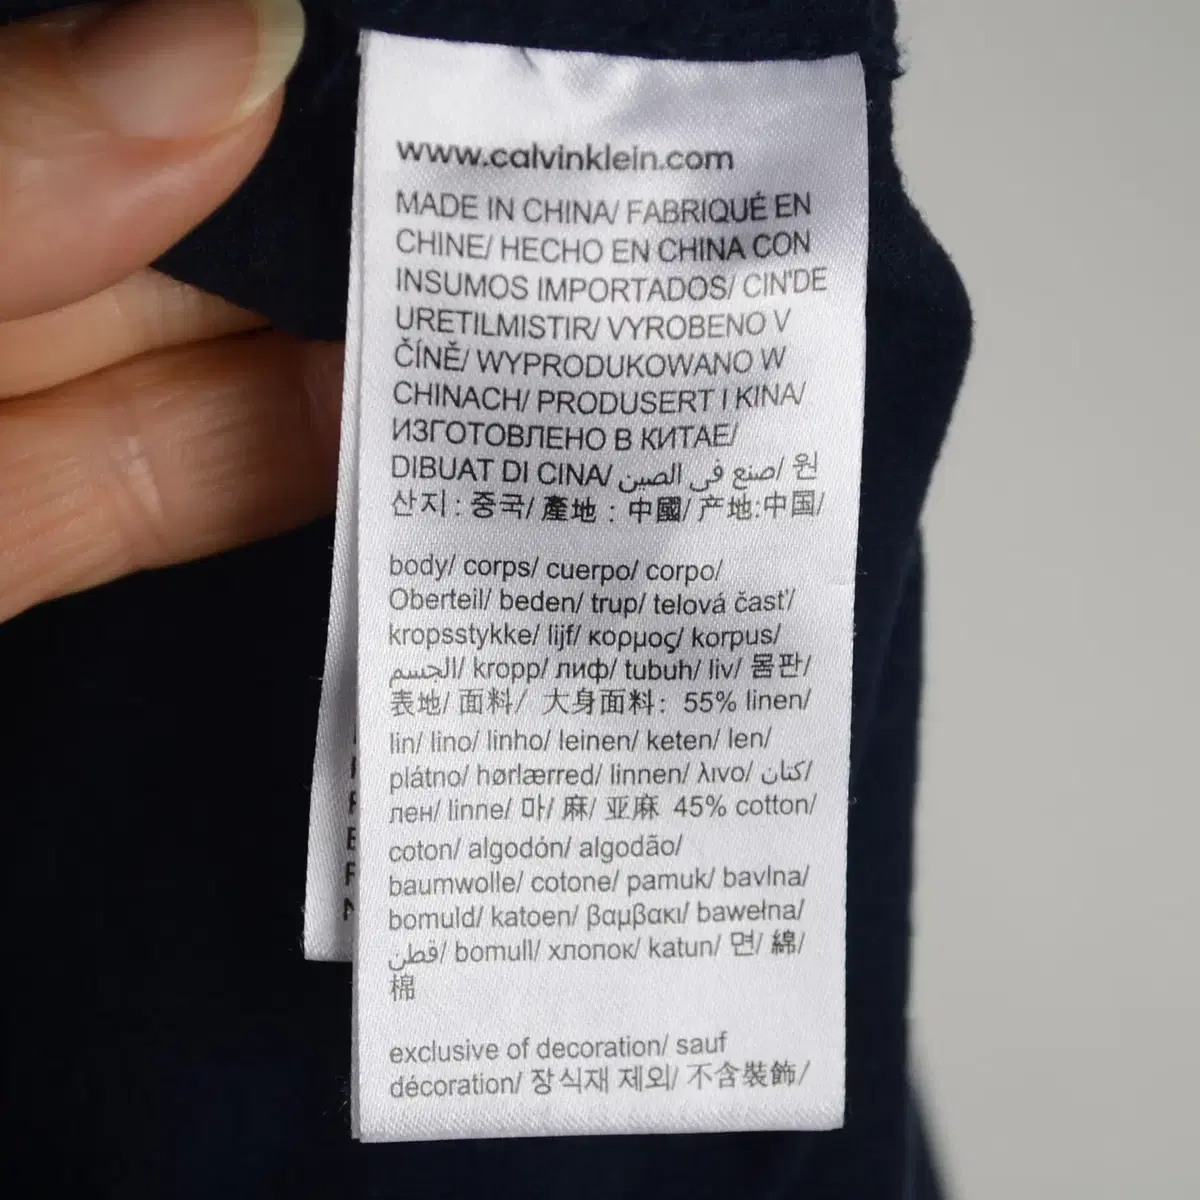 www.calvinklein.com
MADE IN CHINA/ FABRIQUÉ EN
CHINE/ HECHO EN CHINA CON
INSUMOS IMPORTADOS/ CIN'DE
URETILMISTIR/ VYROBENO V
ČÍNĚ/ WYPRODUKOWANO W
CHINACH/ PRODUSERT I KINA/
ИЗГОТОВЛЕНО В КИТАЕ/
DIBUAT DI CINA/ صنع في الصين/ 원
산지 : 중국/ 產地 : 中國/ 产地:中国/
body/ corps/ cuerpo/ corpo/
Oberteil/ beden/ trup/ telová časť/
kropsstykke/ lijf/ κορμος/ korpus/
الجسم/ kropp/ лиф/ tubuh/ liv/ 몸판/
表地/ 面料/ 大身面料: 55% linen/
lin/ lino/ linho/ leinen/ keten/ len/
plátno/ hørlærred/ linnen/ λινο/ كتان/
лен/ linne/ 마/ 麻/ 亚麻 45% cotton/
coton/ algodón/ algodão/
baumwolle/ cotone/ pamuk/ bavlna/
bomuld/ katoen/ βαμβακι/ bawełna/
قطن/ bomull/ хлопок/ katun/ 면/ 綿/
棉
exclusive of decoration/ sauf
décoration/ 장식재 제외/ 不含裝飾/